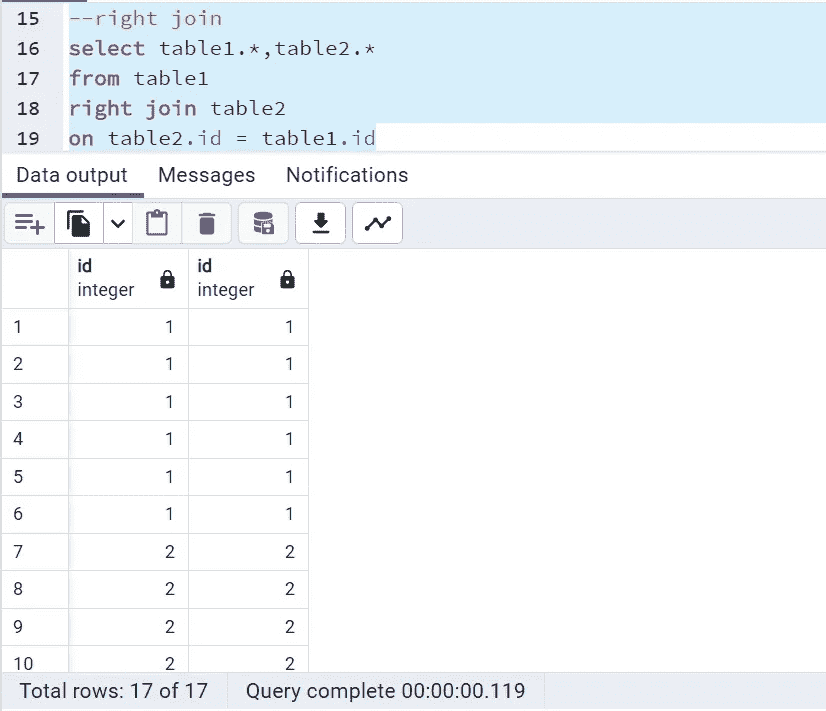 15 --right join
16 select table1.*,table2.*
17 from table1
18 right join table2
19 on table2.id = table1.id
Data output Messages Notifications
id id
integer integer
1 1 1
2 1 1
3 1 1
4 1 1
5 1 1
6 1 1
7 2 2
8 2 2
9 2 2
10 2 2
Total rows: 17 of 17 Query complete 00:00:00.119